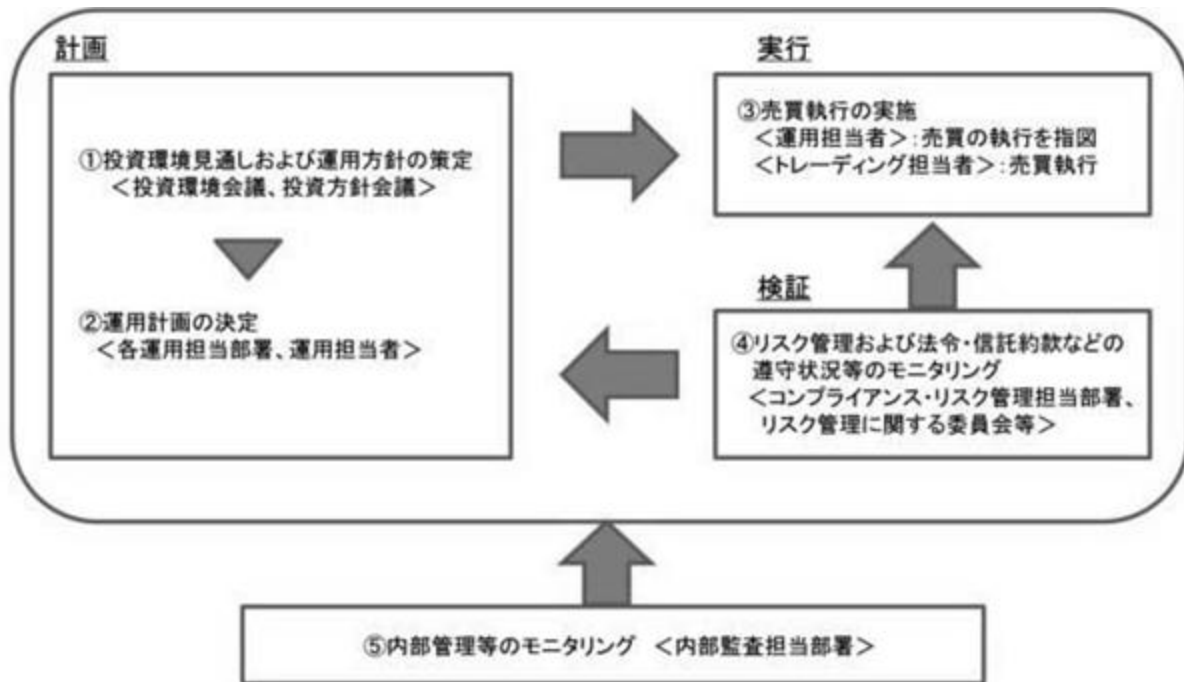 計画
①投資環境見通しおよび運用方針の策定
＜投資環境会議、投資方針会議＞
②運用計画の決定
＜各運用担当部署、運用担当者＞
実行
③売買執行の実施
＜運用担当者＞：売買の執行を指図
＜トレーディング担当者＞：売買執行
検証
④リスク管理および法令・信託約款などの
遵守状況等のモニタリング
＜コンプライアンス・リスク管理担当部署、
リスク管理に関する委員会等＞
⑤内部管理等のモニタリング　＜内部監査担当部署＞